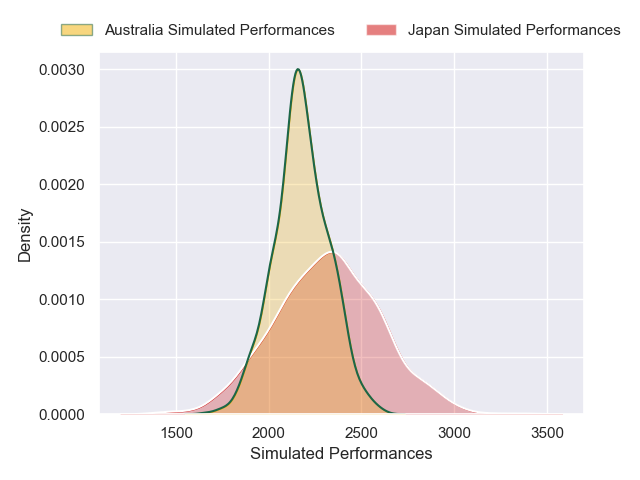 Australia Simulated Performances Japan Simulated Performances
0.0030
0.0025
0.0020
0.0015
0.0010
0.0005
0.0000
Density
1500 2000 2500 3000 3500
Simulated Performances